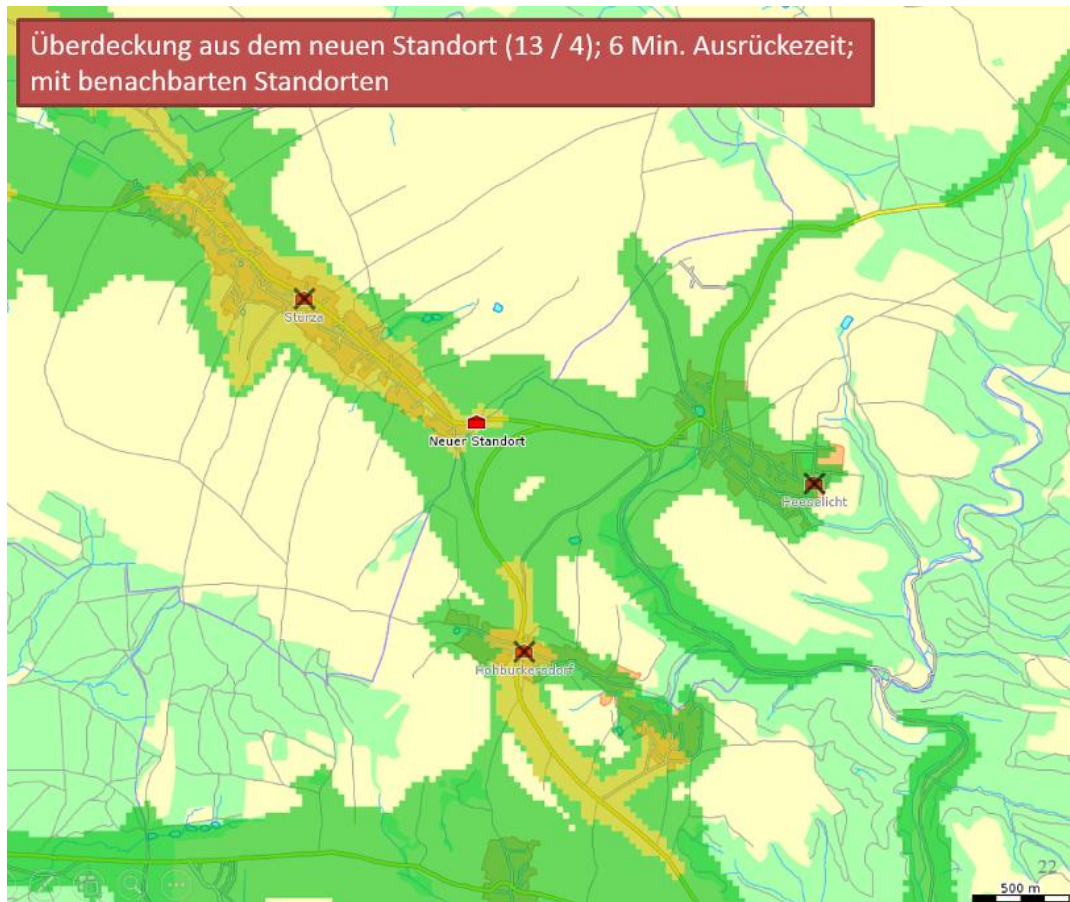 Überdeckung aus dem neuen Standort (13 / 4); 6 Min. Ausrückezeit;
mit benachbarten Standorten
Stürza
Neuer Standort
Heeselicht
Hohburkersdorf
22
500 m